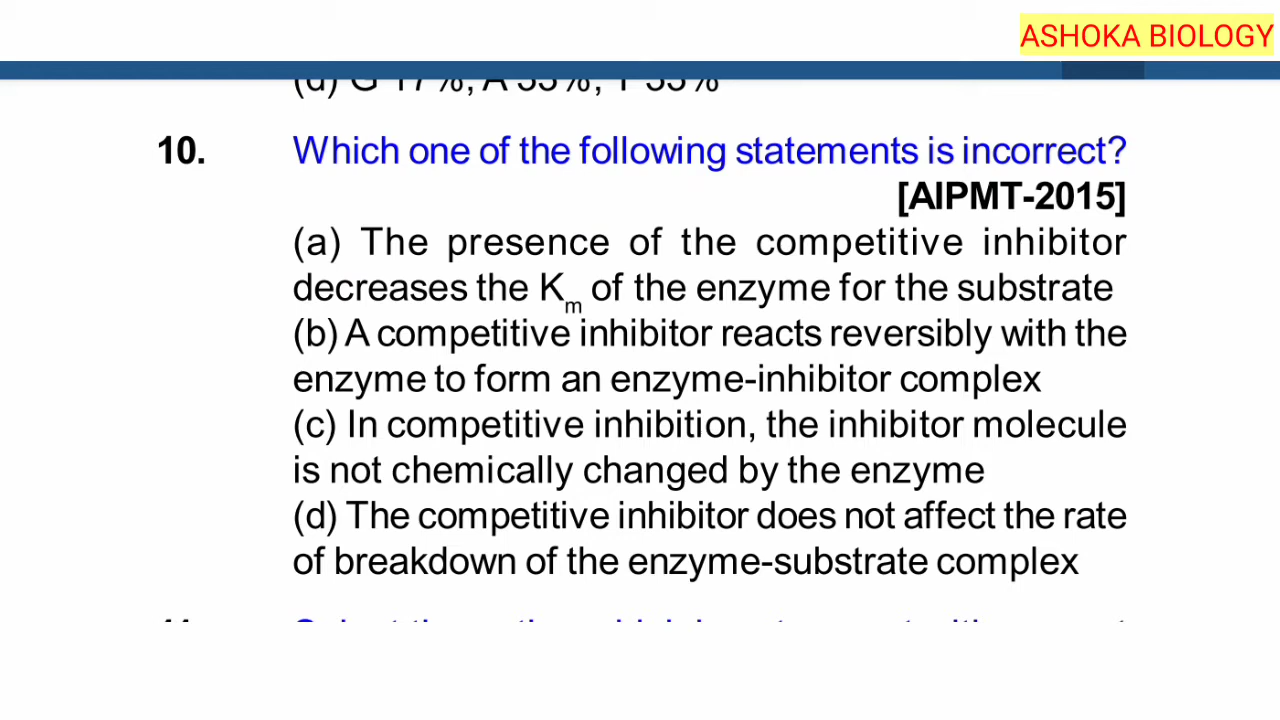 ASHOKA BIOLOGY
(d) G 17%, A 33%, T 33%
10. Which one of the following statements is incorrect?
[AIPMT-2015]
(a) The presence of the competitive inhibitor
decreases the Km of the enzyme for the substrate
(b) A competitive inhibitor reacts reversibly with the
enzyme to form an enzyme-inhibitor complex
(c) In competitive inhibition, the inhibitor molecule
is not chemically changed by the enzyme
(d) The competitive inhibitor does not affect the rate
of breakdown of the enzyme-substrate complex